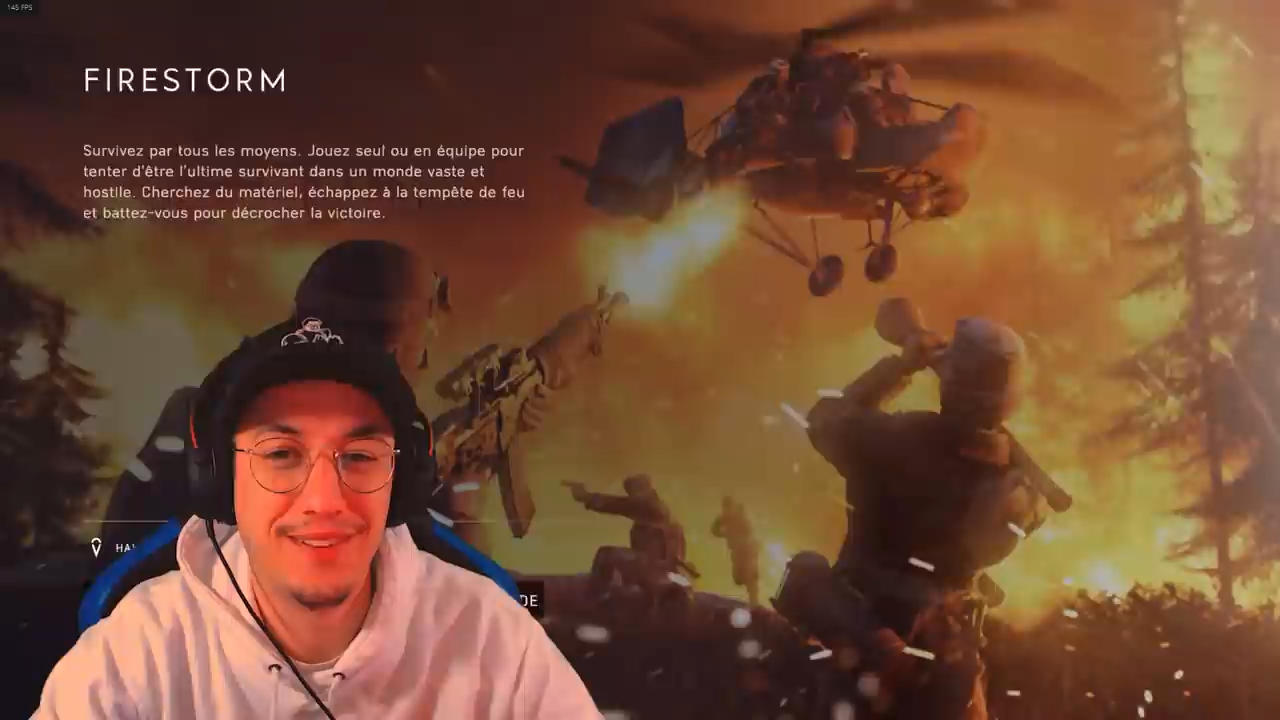 145 FPS
FIRESTORM
Survivez par tous les moyens. Jouez seul ou en équipe pour
tenter d'être l'ultime survivant dans un monde vaste et
hostile. Cherchez du matériel, échappez à la tempête de feu
et battez-vous pour décrocher la victoire.
HA
DE